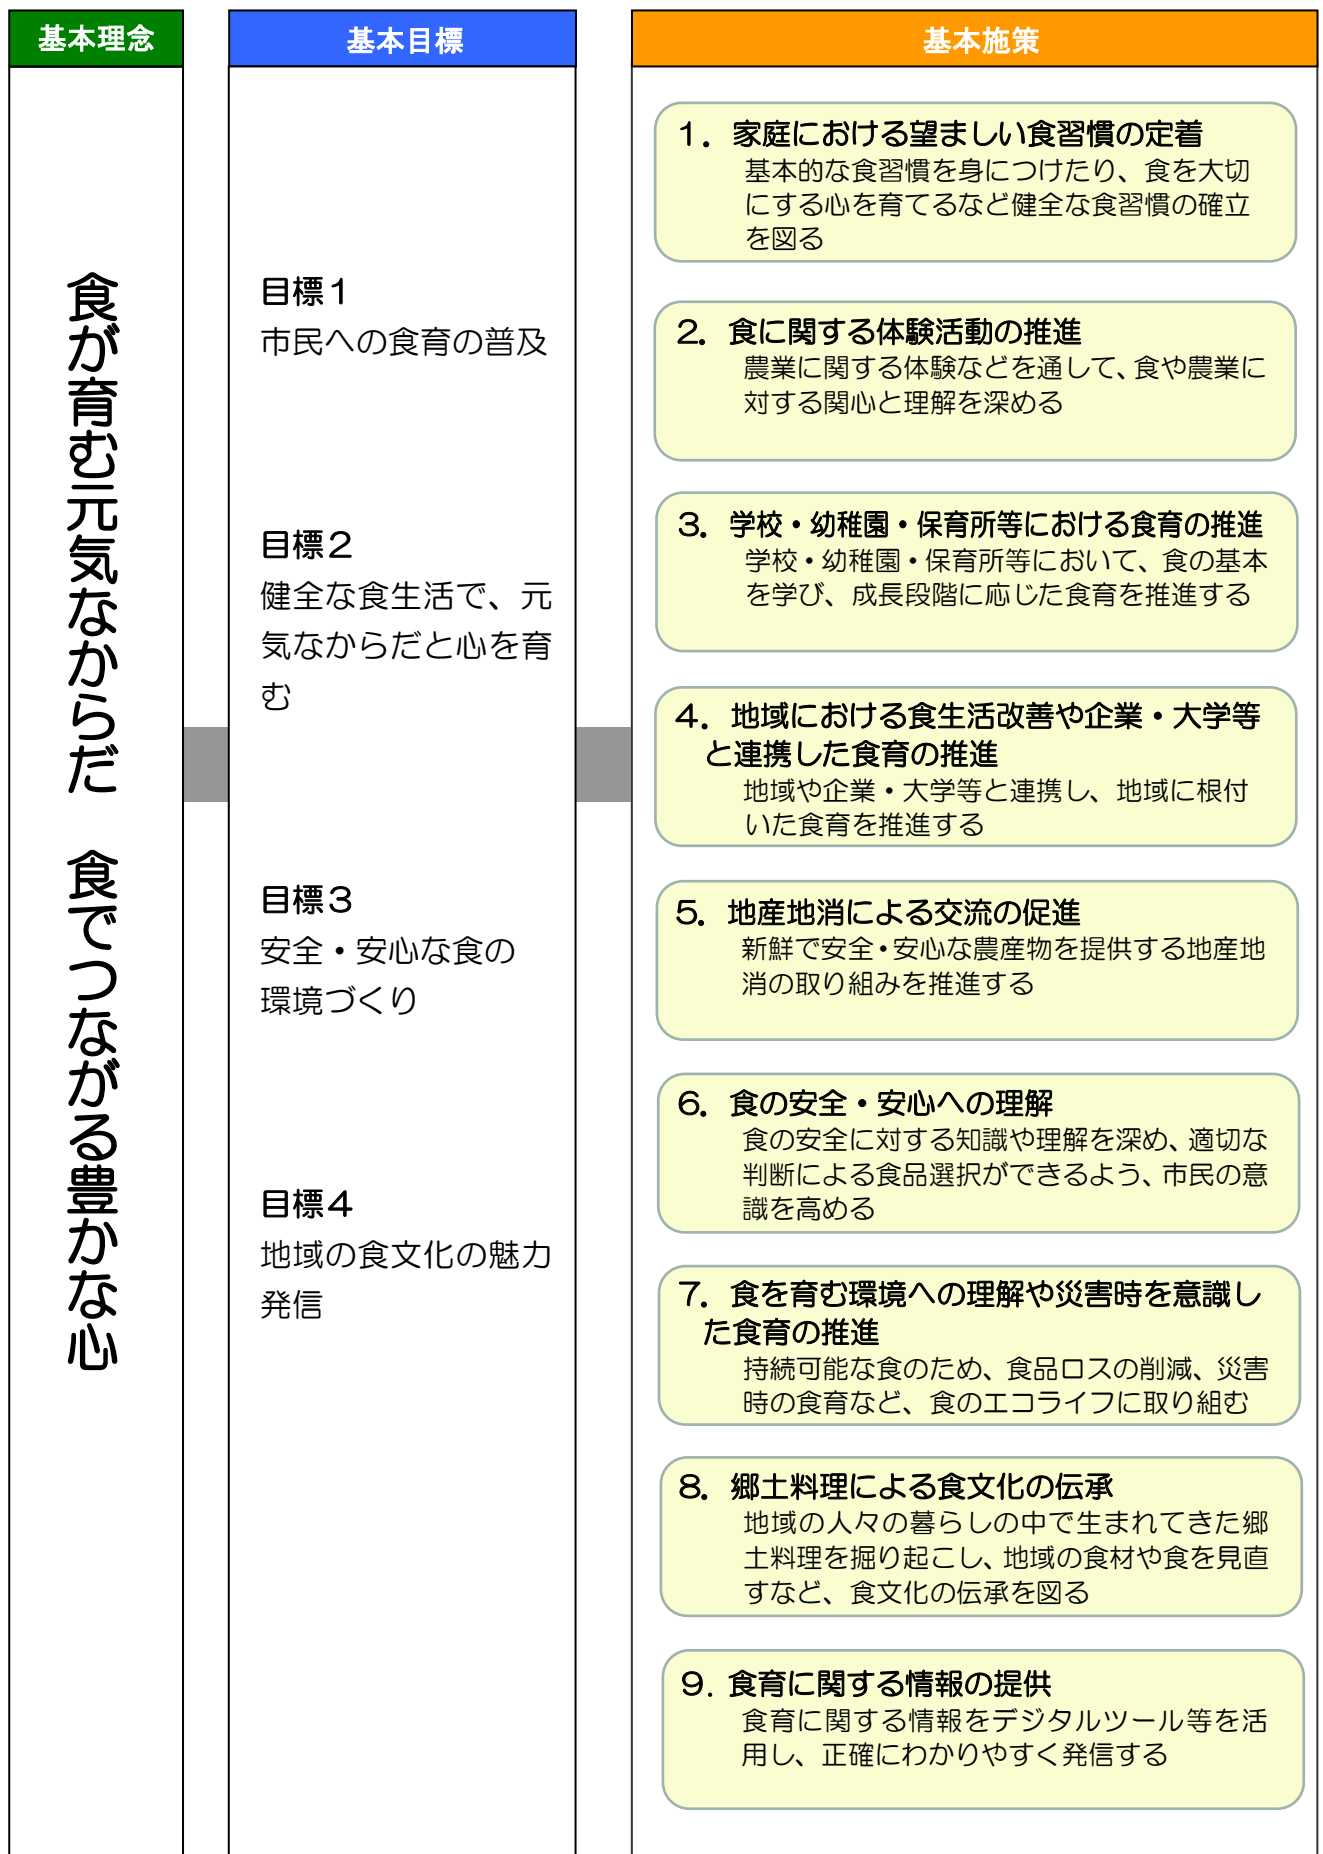 基本理念
食が育む元気なからだ　食でつながる豊かな心
基本目標
目標１
市民への食育の普及
目標２
健全な食生活で、元
気なからだと心を育
む
目標３
安全・安心な食の
環境づくり
目標４
地域の食文化の魅力
発信
基本施策
１．家庭における望ましい食習慣の定着
基本的な食習慣を身につけたり、食を大切
にする心を育てるなど健全な食習慣の確立
を図る
２．食に関する体験活動の推進
農業に関する体験などを通して、食や農業に
対する関心と理解を深める
３．学校・幼稚園・保育所等における食育の推進
学校・幼稚園・保育所等において、食の基本
を学び、成長段階に応じた食育を推進する
４．地域における食生活改善や企業・大学等
と連携した食育の推進
地域や企業・大学等と連携し、地域に根付
いた食育を推進する
５．地産地消による交流の促進
新鮮で安全・安心な農産物を提供する地産地
消の取り組みを推進する
６．食の安全・安心への理解
食の安全に対する知識や理解を深め、適切な
判断による食品選択ができるよう、市民の意
識を高める
７．食を育む環境への理解や災害時を意識し
た食育の推進
持続可能な食のため、食品ロスの削減、災害
時の食育など、食のエコライフに取り組む
８．郷土料理による食文化の伝承
地域の人々の暮らしの中で生まれてきた郷
土料理を掘り起こし、地域の食材や食を見直
すなど、食文化の伝承を図る
９．食育に関する情報の提供
食育に関する情報をデジタルツール等を活
用し、正確にわかりやすく発信する